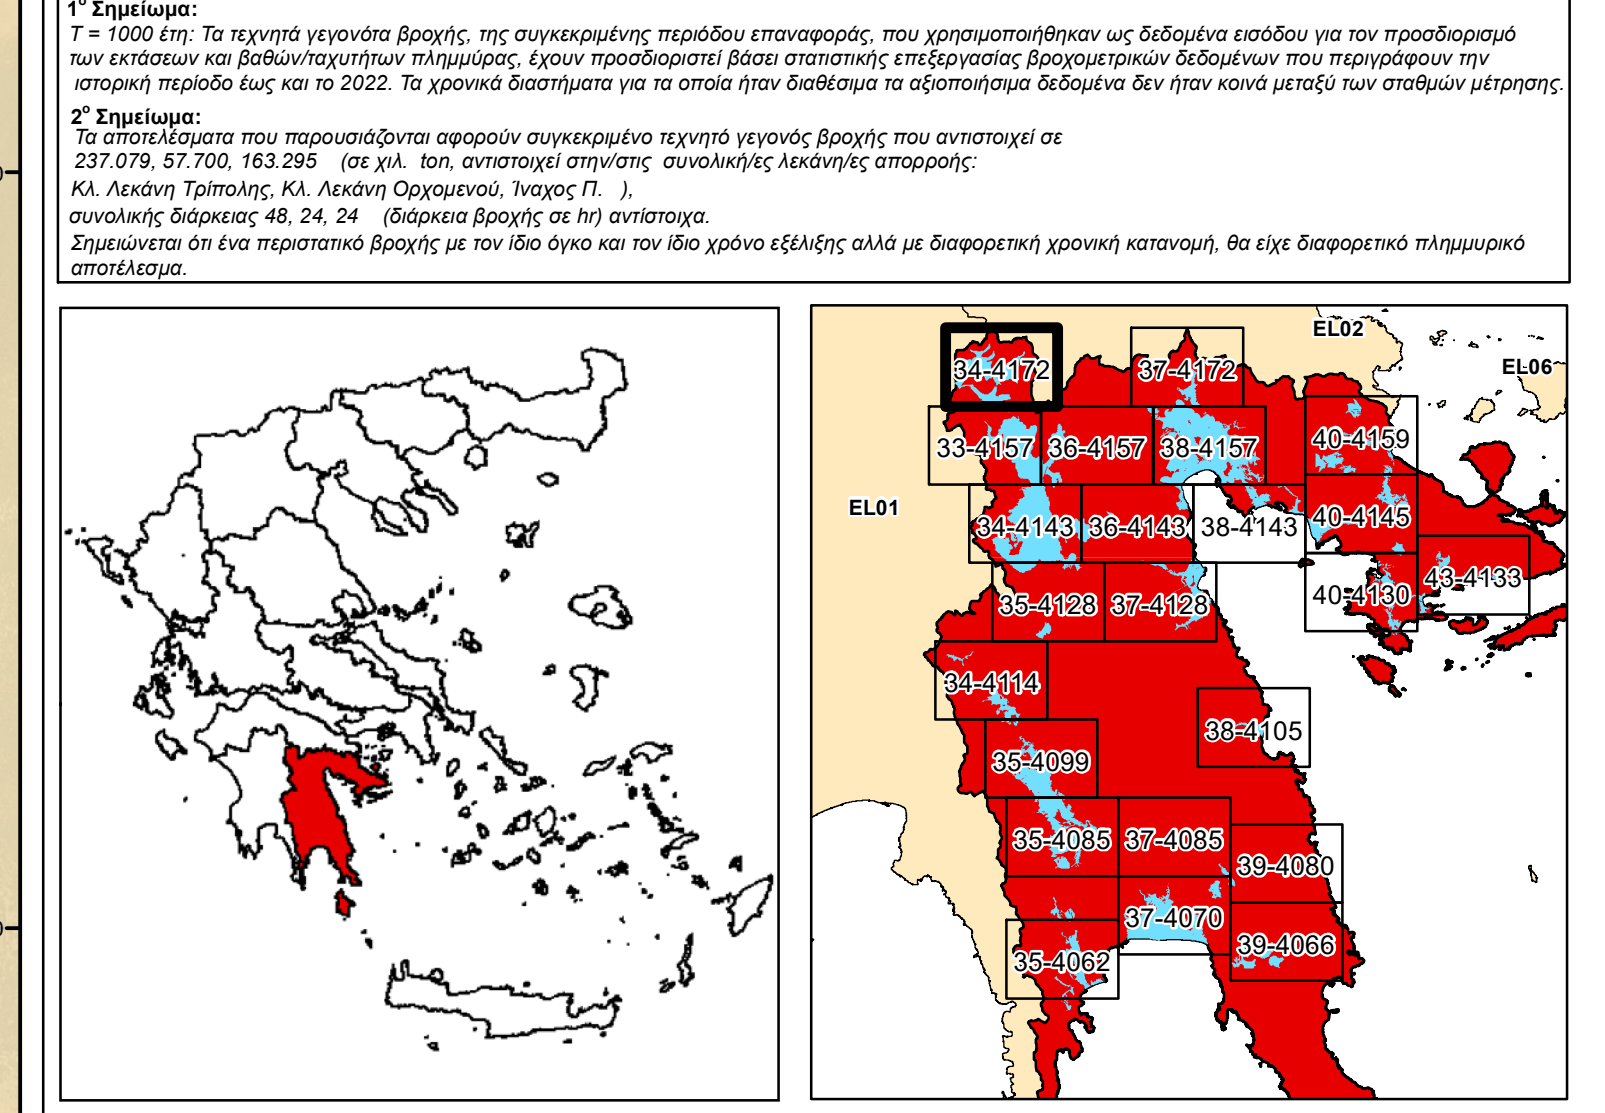 1º Σημείωμα:
T = 1000 έτη: Τα τεχνητά γεγονότα βροχής, της συγκεκριμένης περιόδου επαναφοράς, που χρησιμοποιήθηκαν ως δεδομένα εισόδου για τον προσδιορισμό
των εκτάσεων και βαθών/ταχυτήτων πλημμύρας, έχουν προσδιοριστεί βάσει στατιστικής επεξεργασίας βροχομετρικών δεδομένων που περιγράφουν την
ιστορική περίοδο έως και το 2022. Τα χρονικά διαστήματα για τα οποία ήταν διαθέσιμα τα αξιοποιήσιμα δεδομένα δεν ήταν κοινά μεταξύ των σταθμών μέτρησης.
2º Σημείωμα:
Τα αποτελέσματα που παρουσιάζονται αφορούν συγκεκριμένο τεχνητό γεγονός βροχής που αντιστοιχεί σε
237.079, 57.700, 163.295 (σε χιλ. ton, αντιστοιχεί στην/στις συνολική/ες λεκάνη/ες απορροής:
Κλ. Λεκάνη Τρίπολης, Κλ. Λεκάνη Ορχομενού, Ίναχος Π. ),
συνολικής διάρκειας 48, 24, 24 (διάρκεια βροχής σε hr) αντίστοιχα.
Σημειώνεται ότι ένα περιστατικό βροχής με τον ίδιο όγκο και τον ίδιο χρόνο εξέλιξης αλλά με διαφορετική χρονική κατανομή, θα είχε διαφορετικό πλημμυρικό
αποτέλεσμα.
EL02
EL06
34-4172
37-4172
33-4157
36-4157
38-4157
40-4159
EL01
34-4143
36-4143
38-4143
40-4145
35-4128
37-4128
40-4130
43-4133
34-4114
38-4105
35-4099
35-4085
37-4085
39-4080
37-4070
39-4066
35-4062